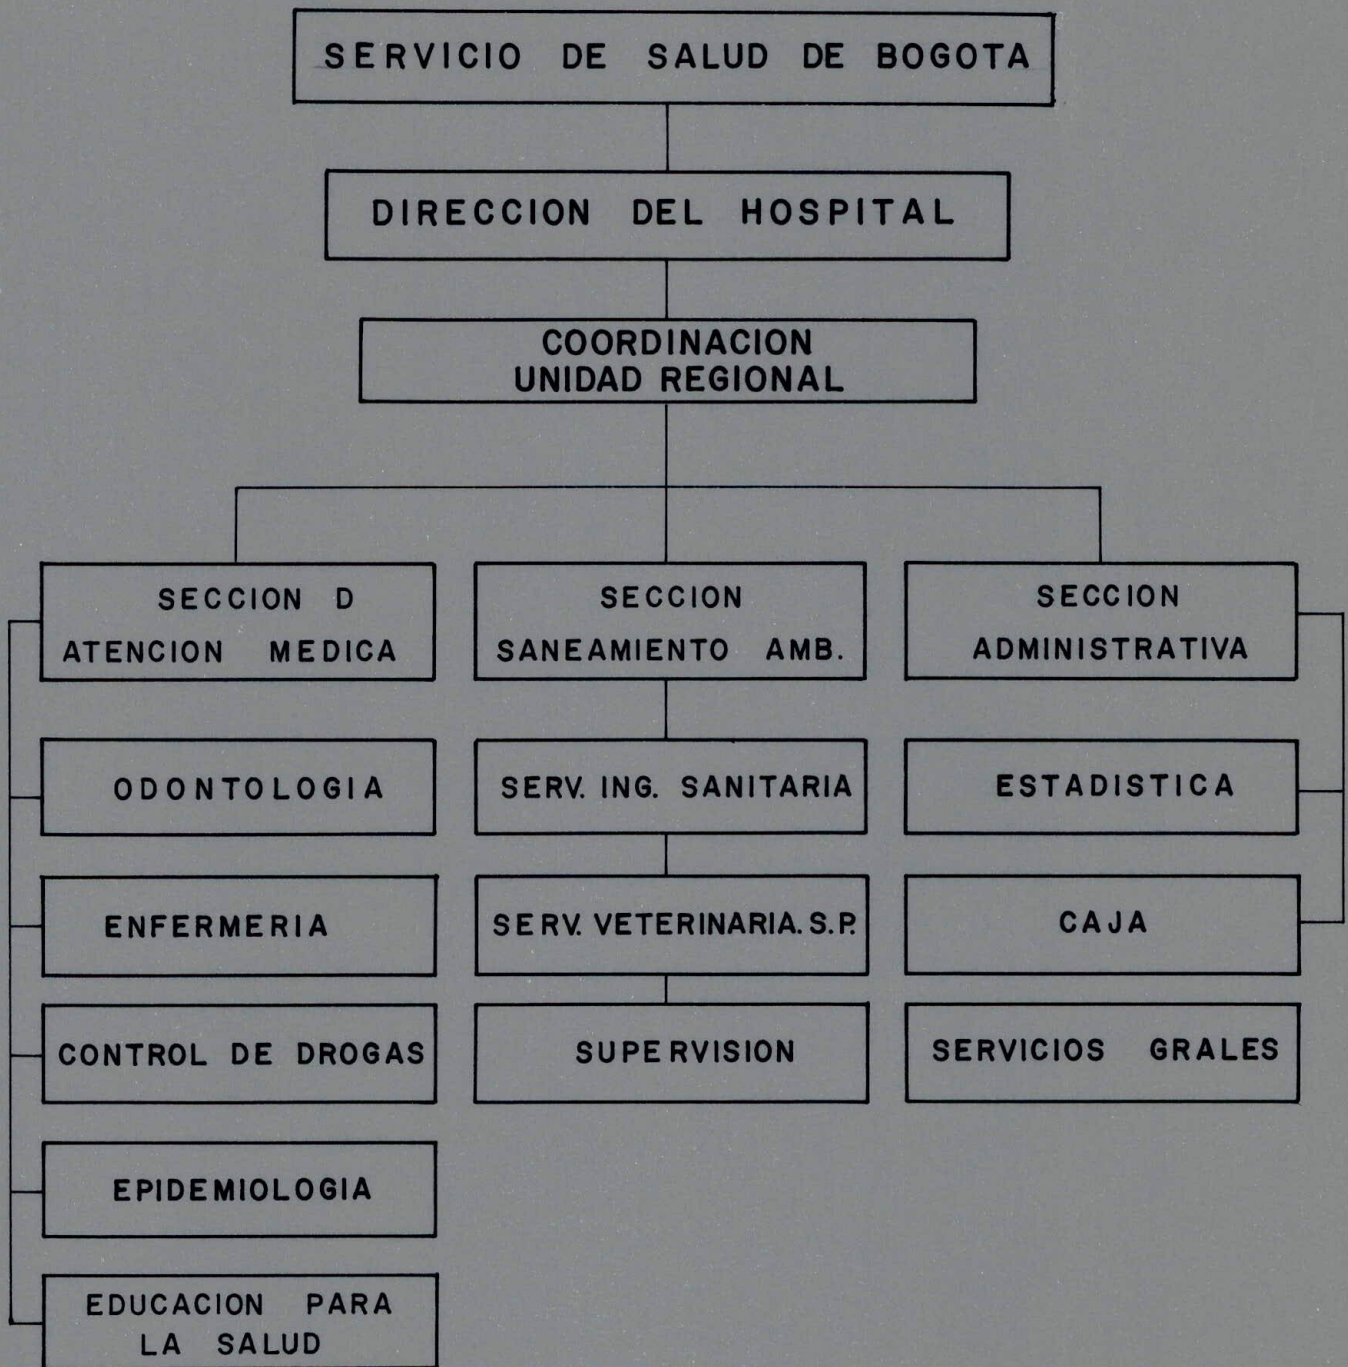 SERVICIO DE SALUD DE BOGOTA
DIRECCION DEL HOSPITAL
COORDINACION
UNIDAD REGIONAL
SECCION D
ATENCION MEDICA
ODONTOLOGIA
ENFERMERIA
CONTROL DE DROGAS
EPIDEMIOLOGIA
EDUCACION PARA
LA SALUD
SECCION
SANEAMIENTO AMB.
SERV. ING. SANITARIA
SERV. VETERINARIA. S.P.
SUPERVISION
SECCION
ADMINISTRATIVA
ESTADISTICA
CAJA
SERVICIOS GRALES